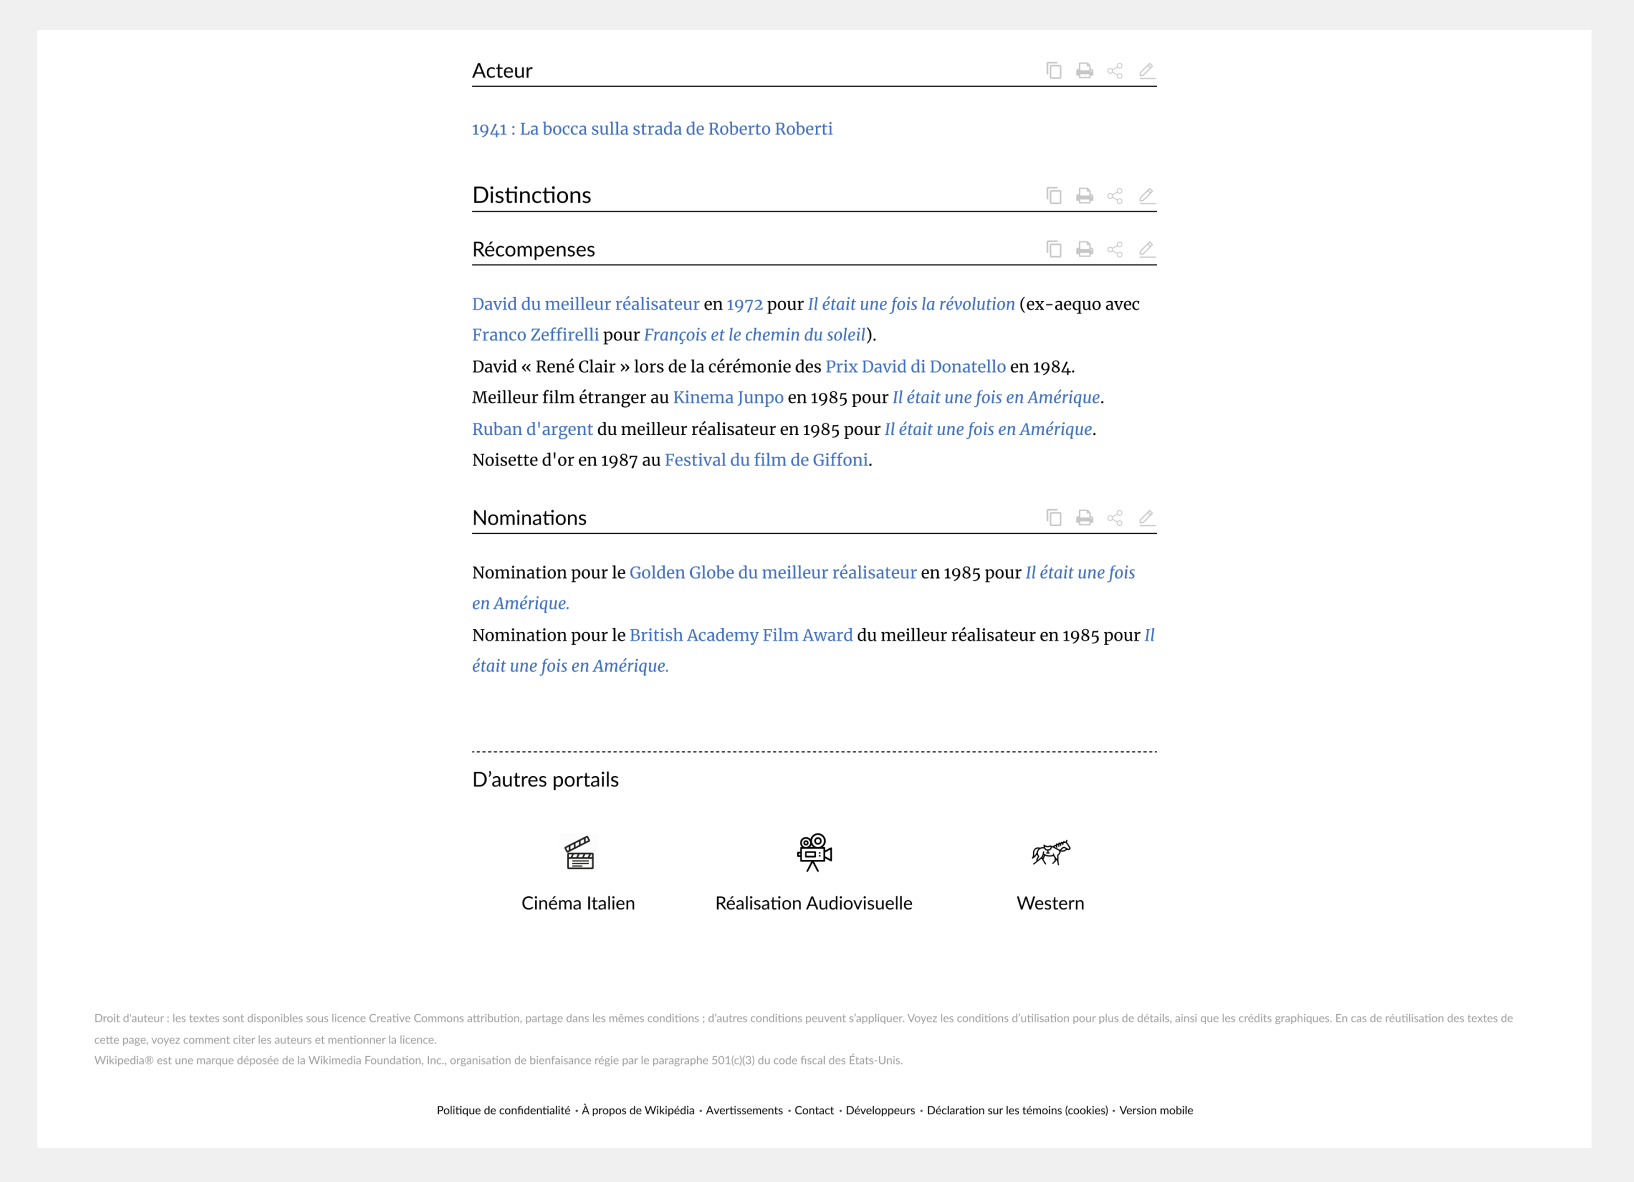 Acteur
1941 : La bocca sulla strada de Roberto Roberti
Distinctions
Récompenses
David du meilleur réalisateur en 1972 pour Il était une fois la révolution (ex-aequo avec
Franco Zeffirelli pour François et le chemin du soleil).
David « René Clair » lors de la cérémonie des Prix David di Donatello en 1984.
Meilleur film étranger au Kinema Junpo en 1985 pour Il était une fois en Amérique.
Ruban d'argent du meilleur réalisateur en 1985 pour Il était une fois en Amérique.
Noisette d'or en 1987 au Festival du film de Giffoni.
Nominations
Nomination pour le Golden Globe du meilleur réalisateur en 1985 pour Il était une fois
en Amérique.
Nomination pour le British Academy Film Award du meilleur réalisateur en 1985 pour Il
était une fois en Amérique.
D’autres portails
Cinéma Italien
Réalisation Audiovisuelle
Western
Droit d'auteur : les textes sont disponibles sous licence Creative Commons attribution, partage dans les mêmes conditions ; d’autres conditions peuvent s’appliquer. Voyez les conditions d’utilisation pour plus de détails, ainsi que les crédits graphiques. En cas de réutilisation des textes de
cette page, voyez comment citer les auteurs et mentionner la licence.
Wikipedia® est une marque déposée de la Wikimedia Foundation, Inc., organisation de bienfaisance régie par le paragraphe 501(c)(3) du code fiscal des États-Unis.
Politique de confidentialité • À propos de Wikipédia • Avertissements • Contact • Développeurs • Déclaration sur les témoins (cookies) • Version mobile